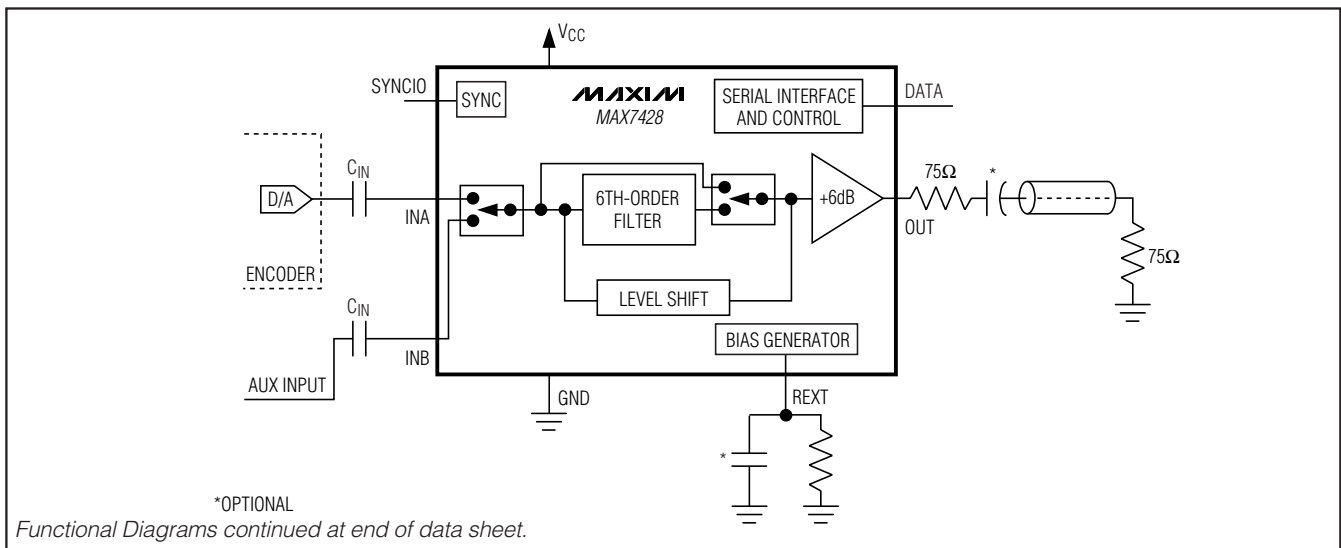 VCC
SYNCIO
SYNC
MAXIM
MAX7428
SERIAL INTERFACE
AND CONTROL
DATA
D/A
CIN
INA
6TH-ORDER
FILTER
+6dB
75Ω
*
OUT
75Ω
ENCODER
LEVEL SHIFT
CIN
INB
BIAS GENERATOR
AUX INPUT
GND
REXT
*
*OPTIONAL
Functional Diagrams continued at end of data sheet.